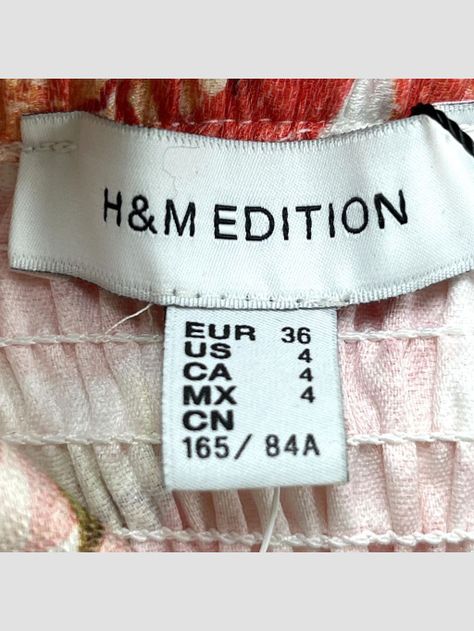 H&M EDITION
EUR 36
US 4
CA 4
MX 4
CN
165/ 84A